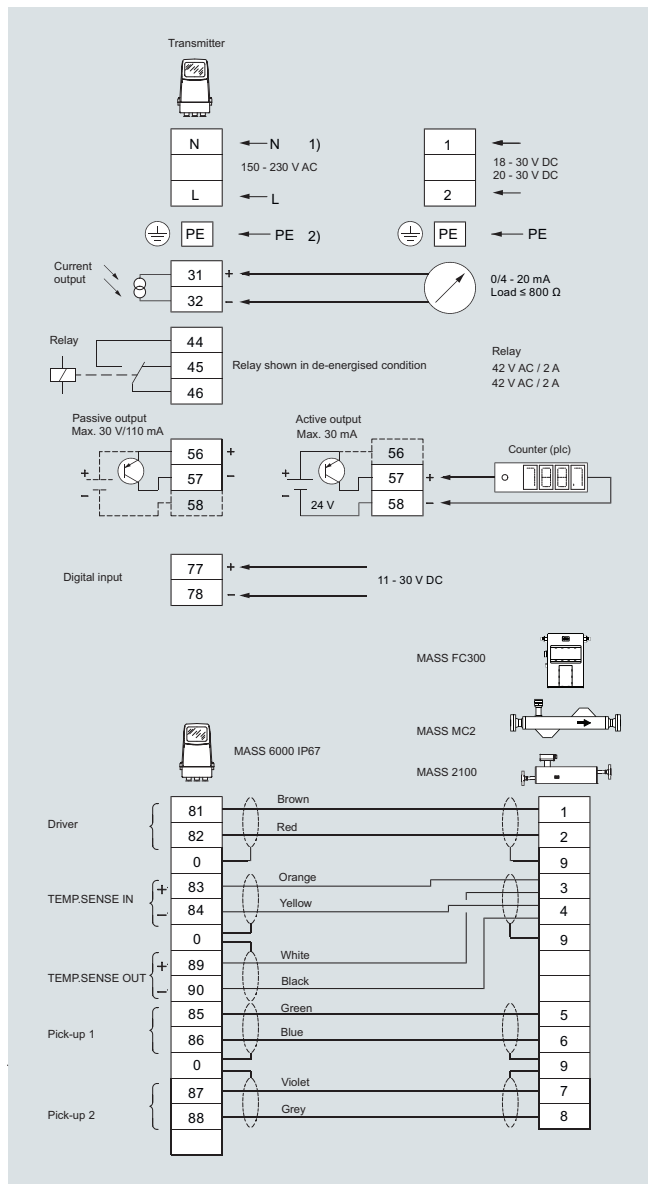 Transmitter
N
N 1)
150 - 230 V AC
L
L
PE
PE 2)
1
18 - 30 V DC
20 - 30 V DC
2
PE
PE
Current
output
31
+
32
-
0/4 - 20 mA
Load ≤ 800 Ω
Relay
44
45
46
Relay shown in de-energised condition
Relay
42 V AC / 2 A
42 V AC / 2 A
Passive output
Max. 30 V/110 mA
+
-
56
+
57
-
58
Active output
Max. 30 mA
+
-
24 V
56
57
+
58
-
Counter (plc)
Digital input
77
+
78
-
11 - 30 V DC
MASS FC300
MASS MC2
MASS 2100
MASS 6000 IP67
Driver
81
Brown
1
82
Red
2
0
9
TEMP.SENSE IN
+
83
Orange
3
-
84
Yellow
4
0
9
TEMP.SENSE OUT
+
89
White
-
90
Black
Pick-up 1
85
Green
5
86
Blue
6
0
9
Pick-up 2
87
Violet
7
88
Grey
8